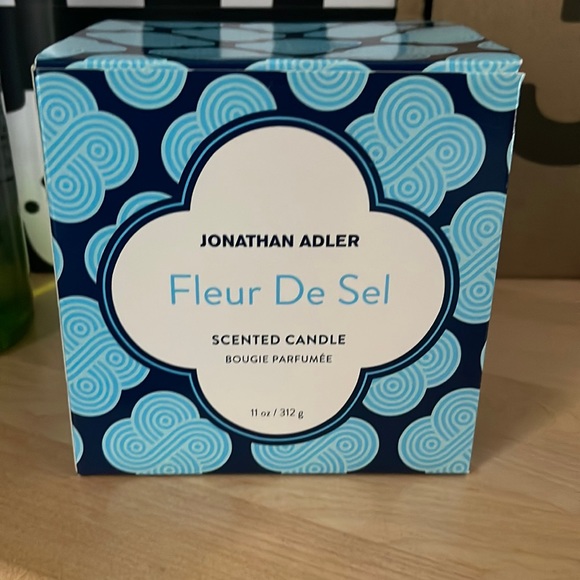 JONATHAN ADLER
Fleur De Sel
SCENTED CANDLE
BOUGIE PARFUMÉE
11 oz / 312 g